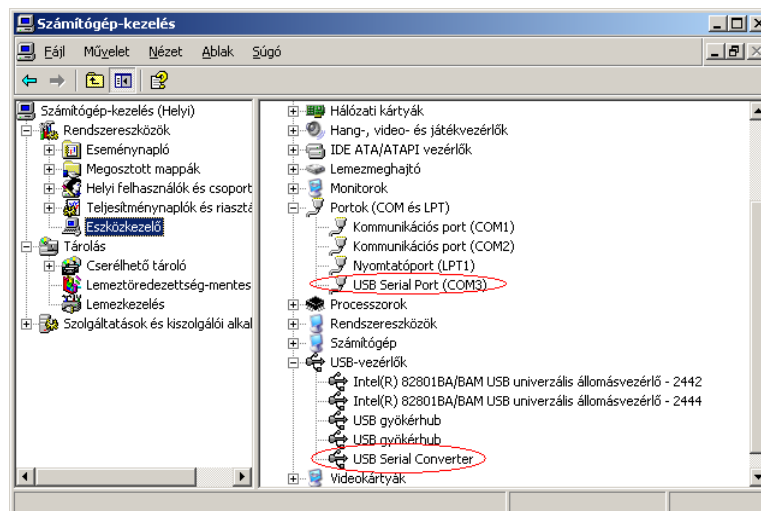 Számítógép-kezelés
Fájl Művelet Nézet Ablak Súgó
Számítógép-kezelés (Helyi)
Rendszereszközök
Eseménynapló
Megosztott mappák
Helyi felhasználók és csoport
Teljesítménynaplók és riasztá
Eszközkezelő
Tárolás
Cserélhető tároló
Lemeztöredezettség-mentes
Lemezkezelés
Szolgáltatások és kiszolgálói alkal
Hálózati kártyák
Hang-, video- és játékvezérlők
IDE ATA/ATAPI vezérlők
Lemezmeghajtó
Monitorok
Portok (COM és LPT)
Kommunikációs port (COM1)
Kommunikációs port (COM2)
Nyomtatóport (LPT1)
USB Serial Port (COM3)
Processzorok
Rendszereszközök
Számítógép
USB-vezérlők
Intel(R) 82801BA/BAM USB univerzális állomásvezérlő - 2442
Intel(R) 82801BA/BAM USB univerzális állomásvezérlő - 2444
USB gyökérhub
USB gyökérhub
USB Serial Converter
Videokártyák